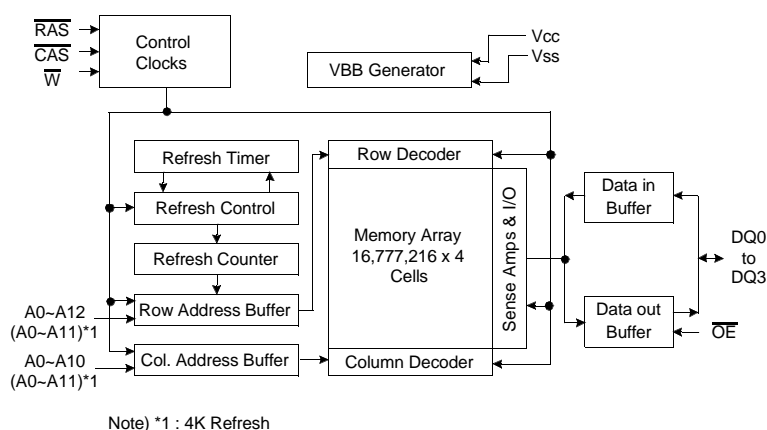 RAS
CAS
W
Control
Clocks
VBB Generator
Vcc
Vss
Refresh Timer
Refresh Control
Refresh Counter
Row Address Buffer
Col. Address Buffer
A0~A12
(A0~A11)*1
A0~A10
(A0~A11)*1
Row Decoder
Memory Array
16,777,216 x 4
Cells
Sense Amps & I/O
Column Decoder
Data in
Buffer
Data out
Buffer
DQ0
to
DQ3
OE
Note) *1 : 4K Refresh